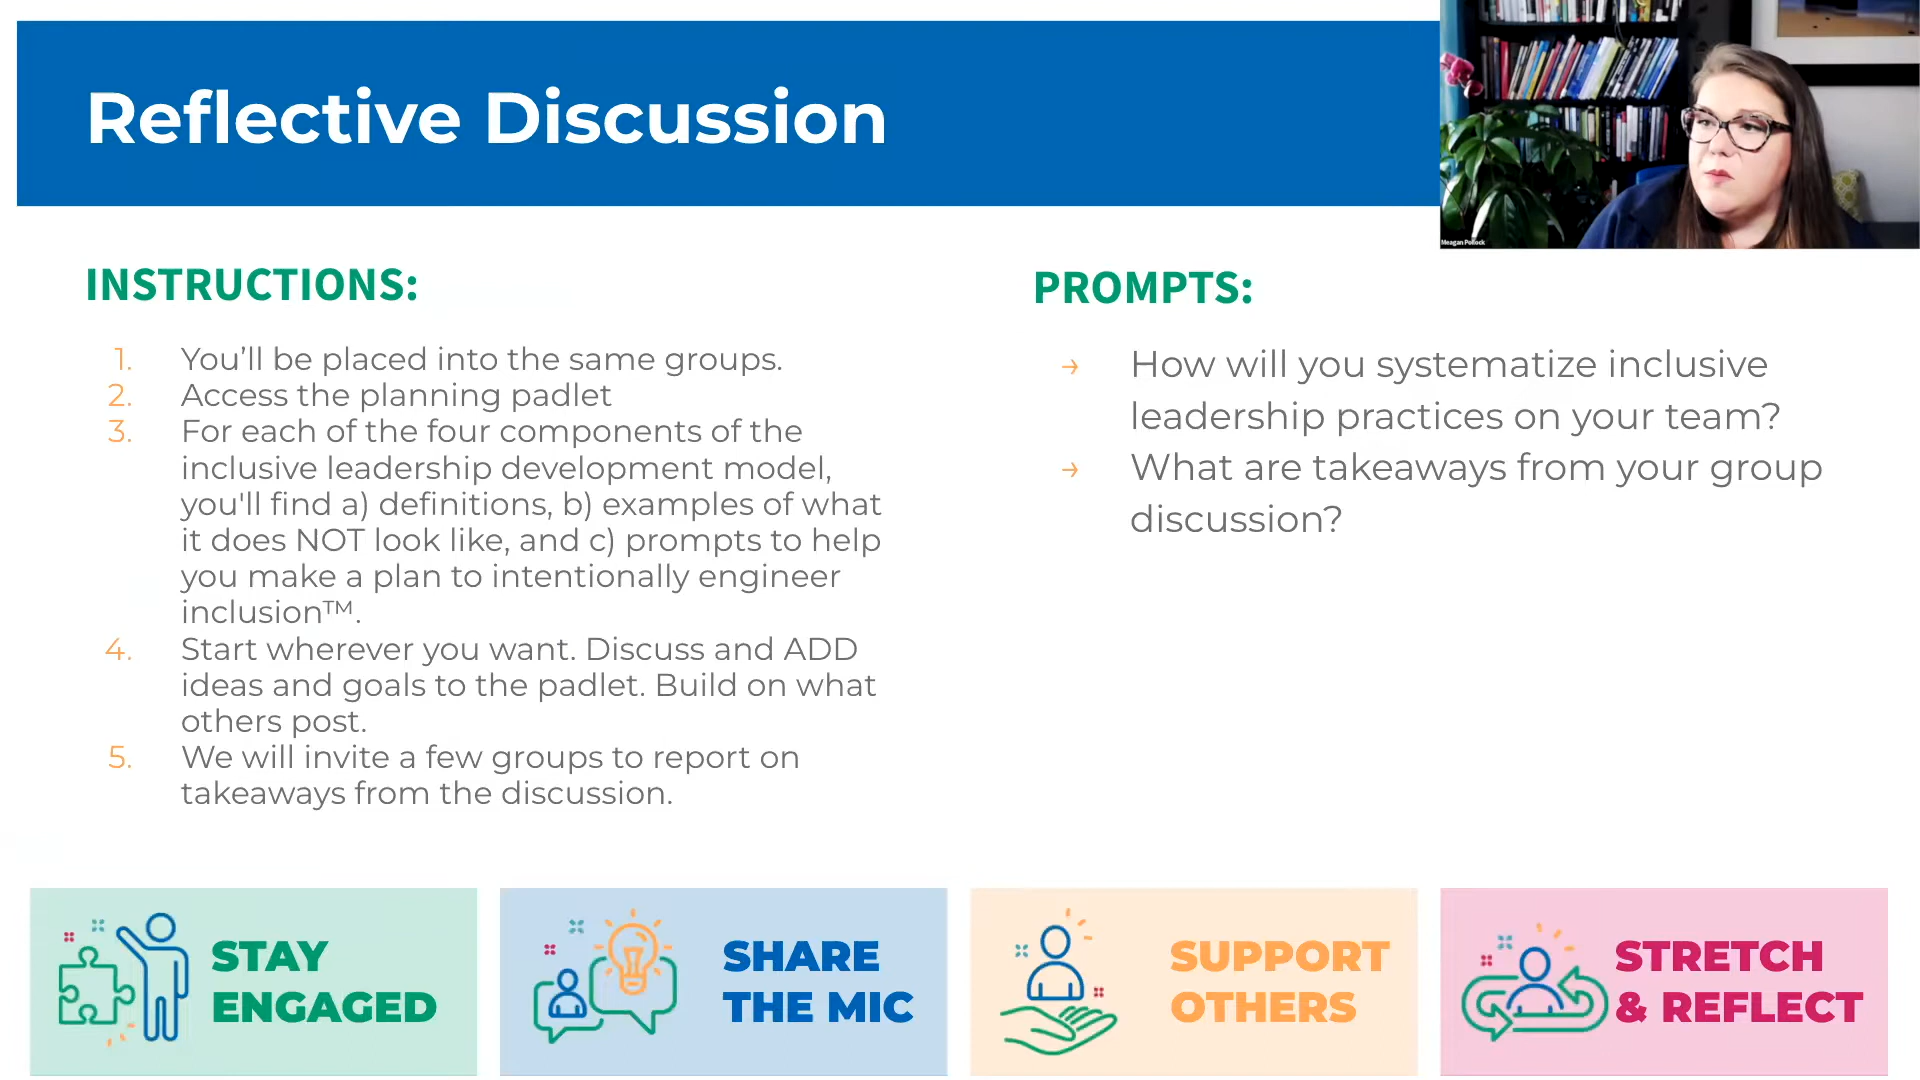 Reflective Discussion
Meagan Pollock
INSTRUCTIONS:
1. You’ll be placed into the same groups.
2. Access the planning padlet
3. For each of the four components of the
inclusive leadership development model,
you'll find a) definitions, b) examples of what
it does NOT look like, and c) prompts to help
you make a plan to intentionally engineer
inclusion™.
4. Start wherever you want. Discuss and ADD
ideas and goals to the padlet. Build on what
others post.
5. We will invite a few groups to report on
takeaways from the discussion.
PROMPTS:
→ How will you systematize inclusive
leadership practices on your team?
→ What are takeaways from your group
discussion?
STAY
ENGAGED
SHARE
THE MIC
SUPPORT
OTHERS
STRETCH
& REFLECT